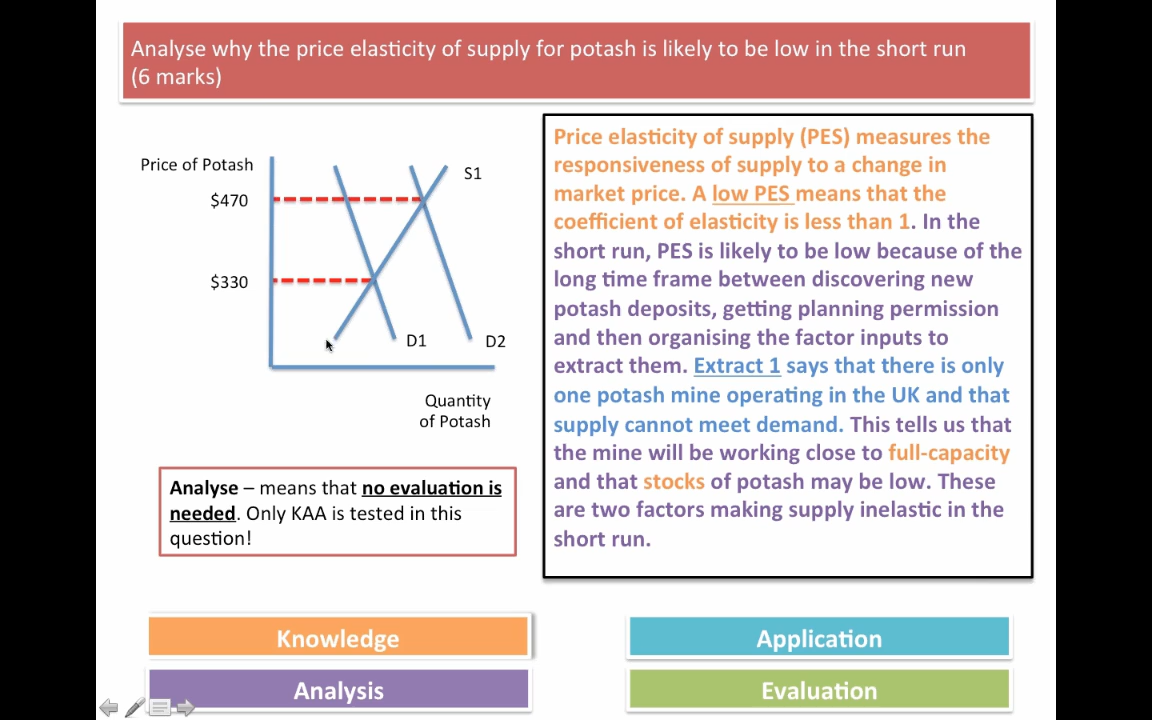 Analyse why the price elasticity of supply for potash is likely to be low in the short run
(6 marks)
Price of Potash
$470
$330
S1
D1
D2
Quantity
of Potash
Analyse – means that no evaluation is
needed. Only KAA is tested in this
question!
Price elasticity of supply (PES) measures the
responsiveness of supply to a change in
market price. A low PES means that the
coefficient of elasticity is less than 1. In the
short run, PES is likely to be low because of the
long time frame between discovering new
potash deposits, getting planning permission
and then organising the factor inputs to
extract them. Extract 1 says that there is only
one potash mine operating in the UK and that
supply cannot meet demand. This tells us that
the mine will be working close to full-capacity
and that stocks of potash may be low. These
are two factors making supply inelastic in the
short run.
Knowledge
Application
Analysis
Evaluation